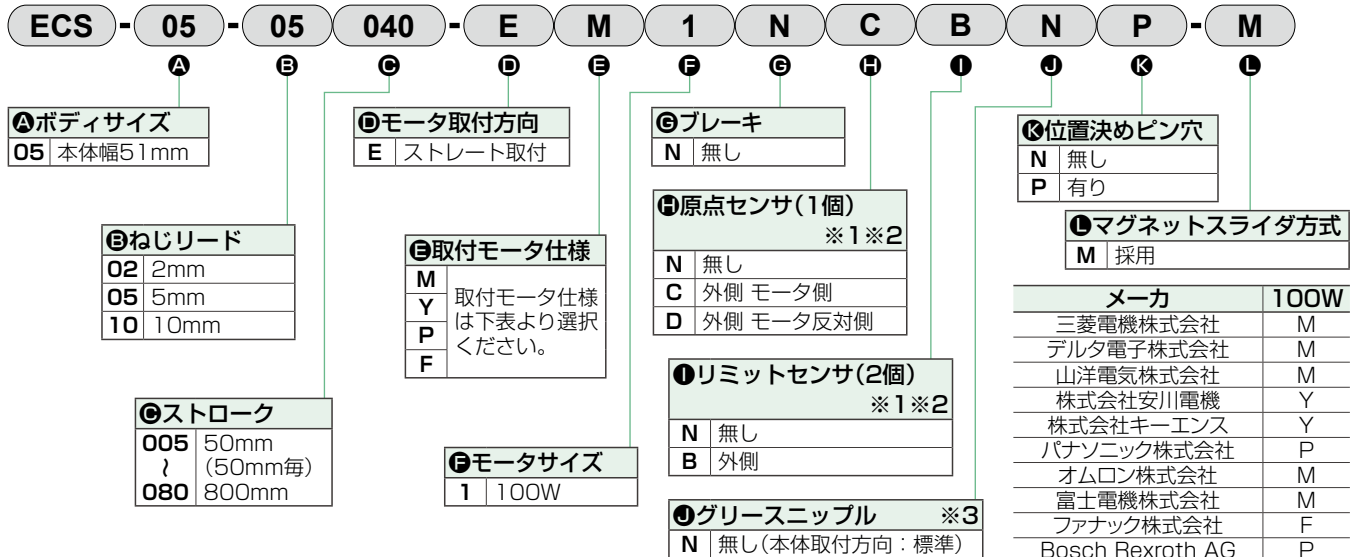 ECS - 05 - 05 040 - E M 1 N C B N P - M
Ⓐ Ⓑ Ⓒ Ⓓ Ⓔ Ⓕ Ⓖ Ⓗ Ⓘ Ⓙ Ⓚ Ⓛ
Ⓐボディサイズ
05 本体幅51mm
Ⓑねじリード
02 2mm
05 5mm
10 10mm
Ⓒストローク
005 50mm
〜 (50mm毎)
080 800mm
Ⓓモータ取付方向
E ストレート取付
Ⓔ取付モータ仕様
M
Y
P
F
取付モータ仕様
は下表より選択
ください。
Ⓕモータサイズ
1 100W
Ⓖブレーキ
N 無し
Ⓗ原点センサ(1個)
※1※2
N 無し
C 外側 モータ側
D 外側 モータ反対側
Ⓘリミットセンサ(2個)
※1※2
N 無し
B 外側
Ⓙグリースニップル ※3
N 無し(本体取付方向:標準)
Ⓚ位置決めピン穴
N 無し
P 有り
Ⓛマグネットスライダ方式
M 採用
メーカ 100W
三菱電機株式会社 M
デルタ電子株式会社 M
山洋電気株式会社 M
株式会社安川電機 Y
株式会社キーエンス Y
パナソニック株式会社 P
オムロン株式会社 M
富士電機株式会社 M
ファナック株式会社 F
Bosch Rexroth AG P